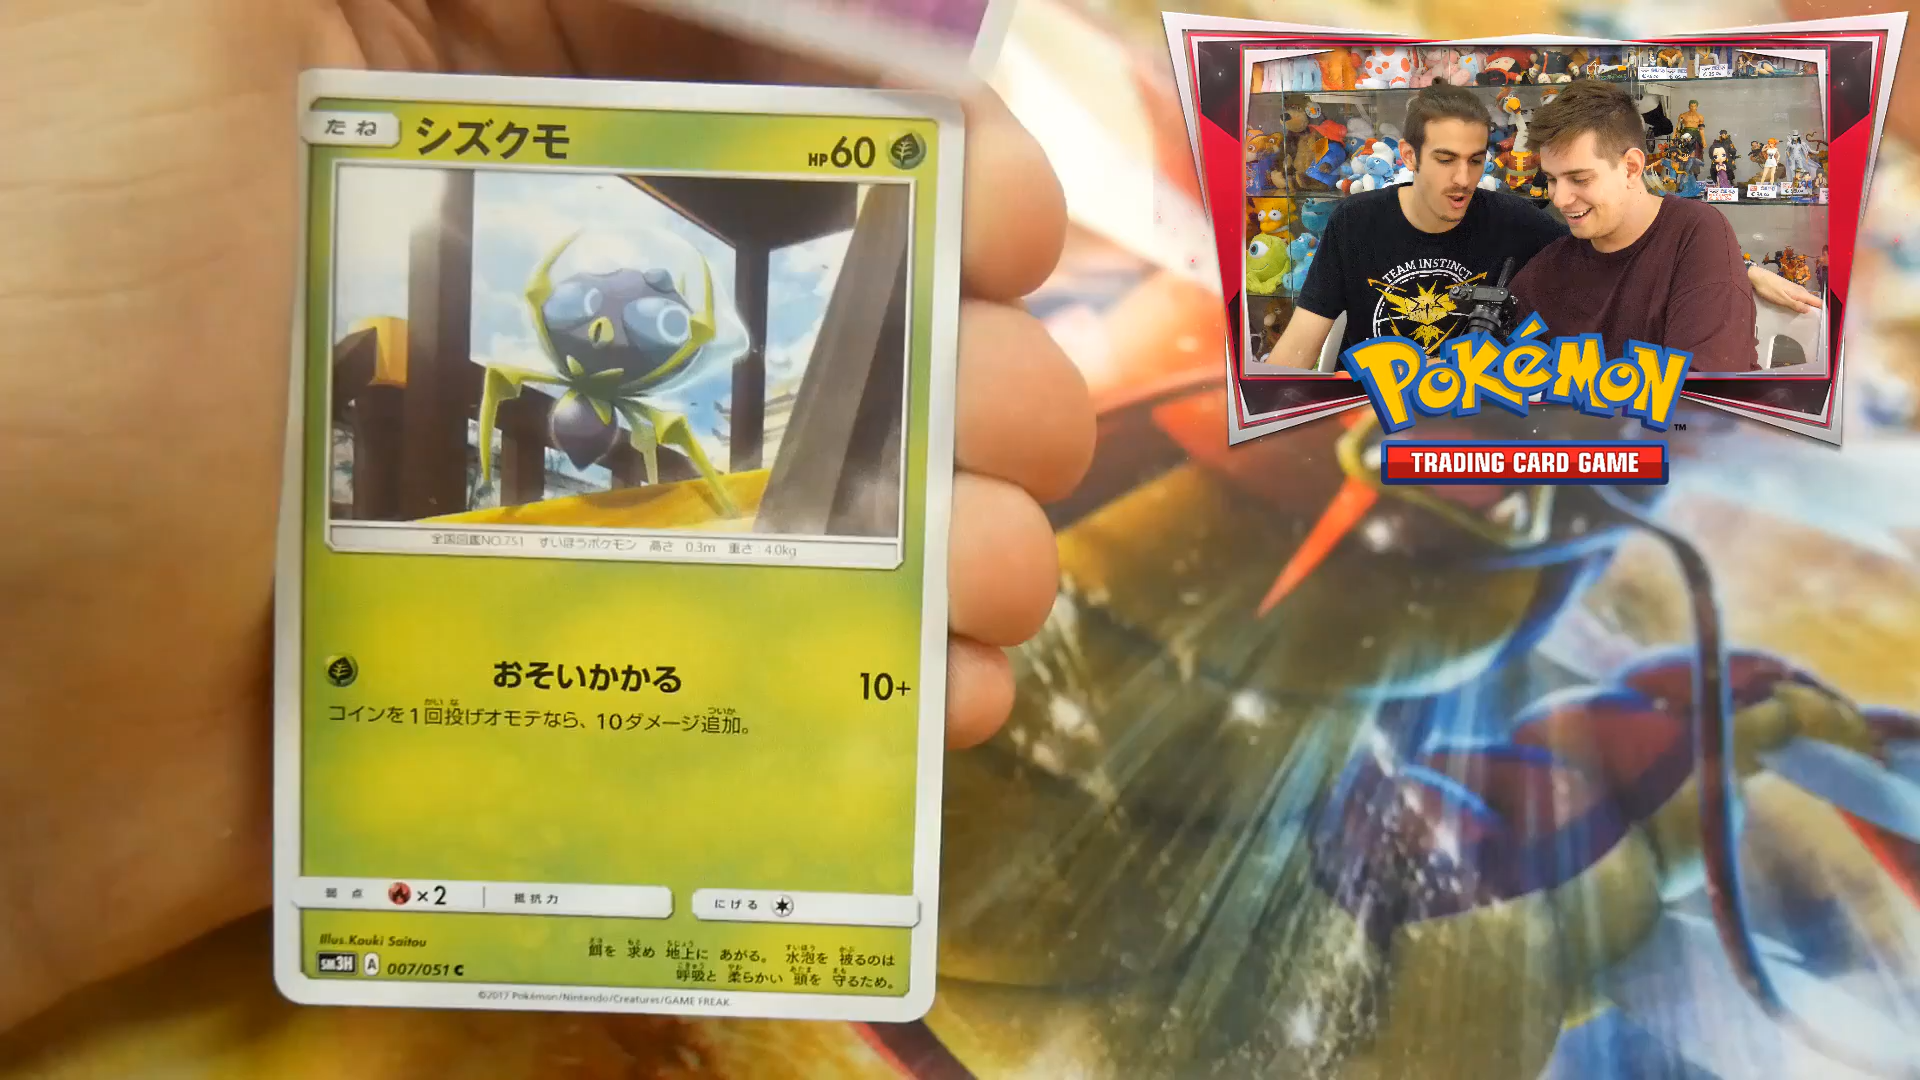 たね シズクモ HP60
全国図鑑NO.751 すいほうポケモン 高さ 0.3m 重さ 4.0kg
おそいかかる 10+
コインを1回投げオモテなら、10ダメージ追加。
弱点 ×2 抵抗力 にげる
Illus.Kouki Saitou
餌を 求め 地上に あがる。 水泡を 被るのは
呼吸と 柔らかい 頭を 守るため。
SM3H A 007/051 C
©2017 Pokémon/Nintendo/Creatures/GAME FREAK.
TEAM INSTINCT
POKéMON
TM
TRADING CARD GAME